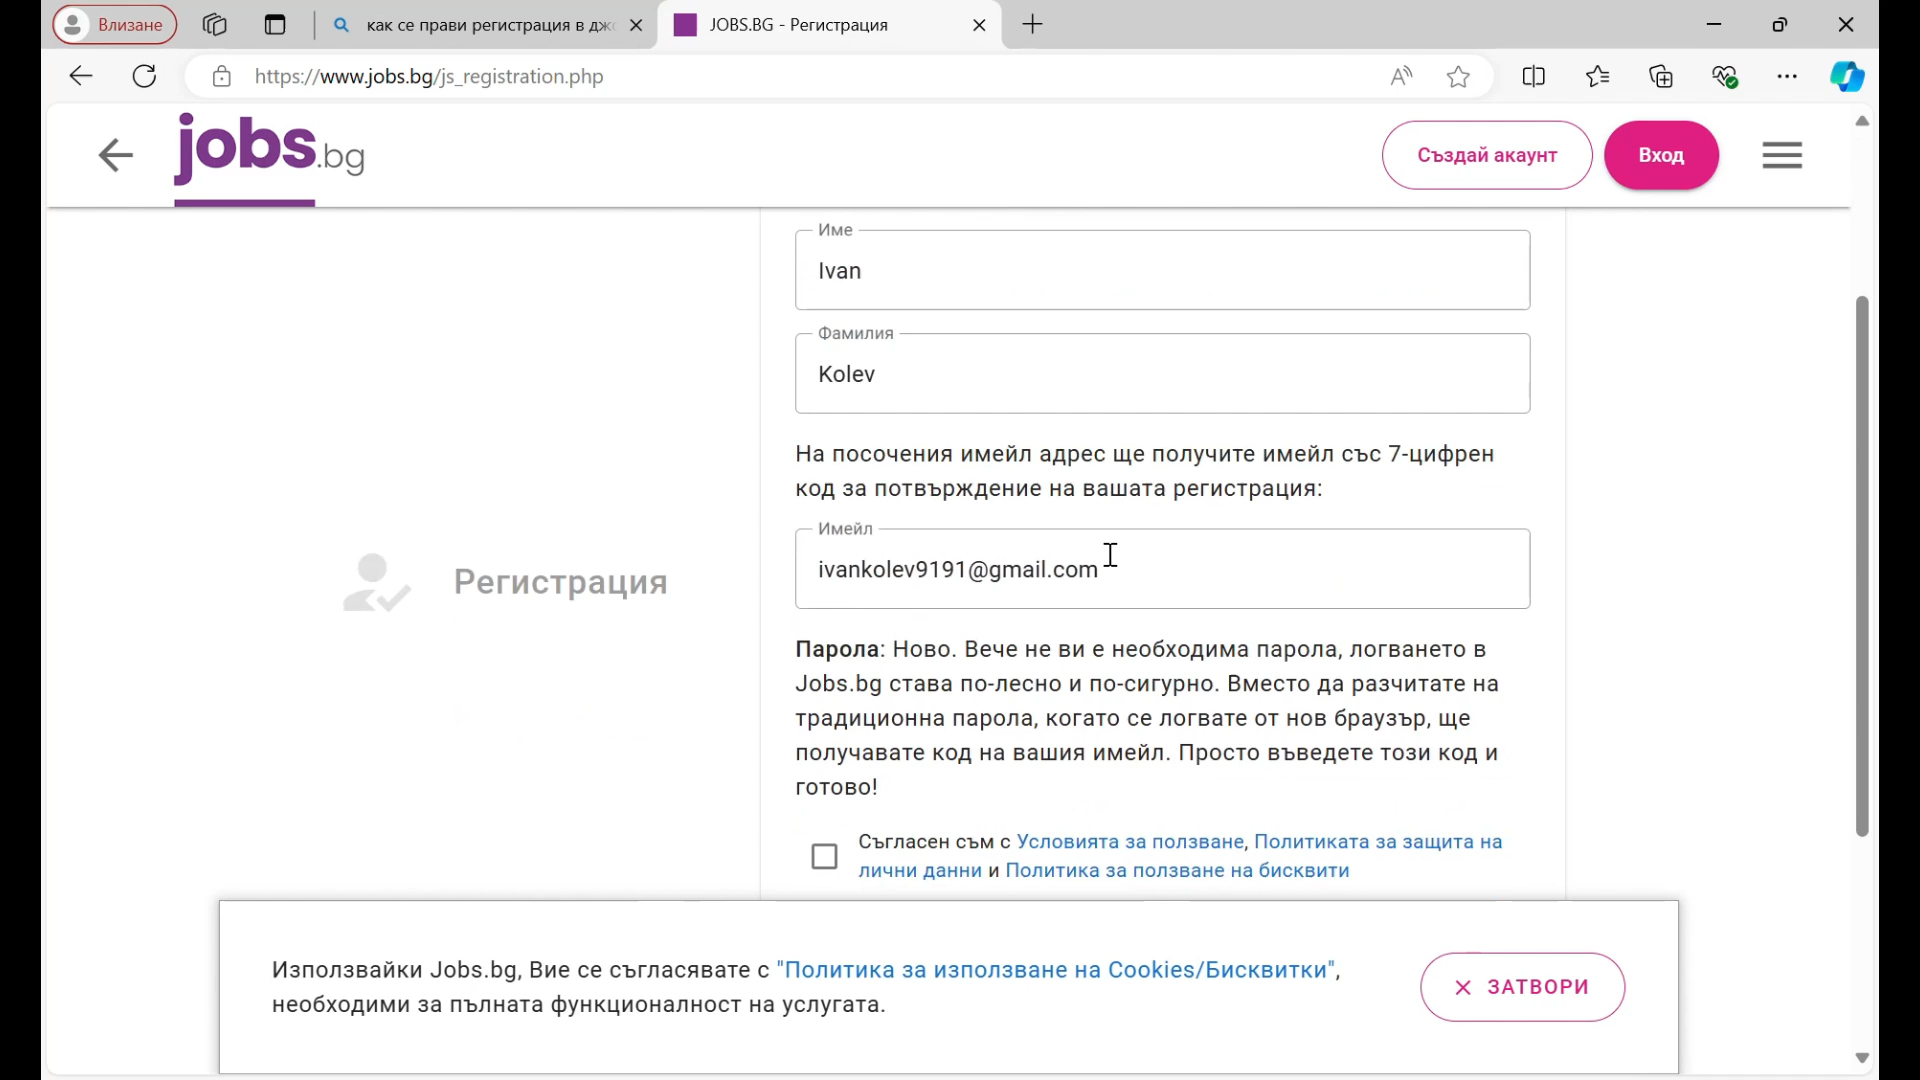 Влизане
как се прави регистрация в дж
JOBS.BG - Регистрация
https://www.jobs.bg/js_registration.php
jobs.bg
Създай акаунт
Вход
Име
Ivan
Фамилия
Kolev
На посочения имейл адрес ще получите имейл със 7-цифрен
код за потвърждение на вашата регистрация:
Имейл
ivankolev9191@gmail.com
Регистрация
Парола: Ново. Вече не ви е необходима парола, логването в
Jobs.bg става по-лесно и по-сигурно. Вместо да разчитате на
традиционна парола, когато се логвате от нов браузър, ще
получавате код на вашия имейл. Просто въведете този код и
готово!
Съгласен съм с Условията за ползване, Политиката за защита на
лични данни и Политика за ползване на бисквити
Използвайки Jobs.bg, Вие се съгласявате с "Политика за използване на Cookies/Бисквитки",
необходими за пълната функционалност на услугата.
ЗАТВОРИ